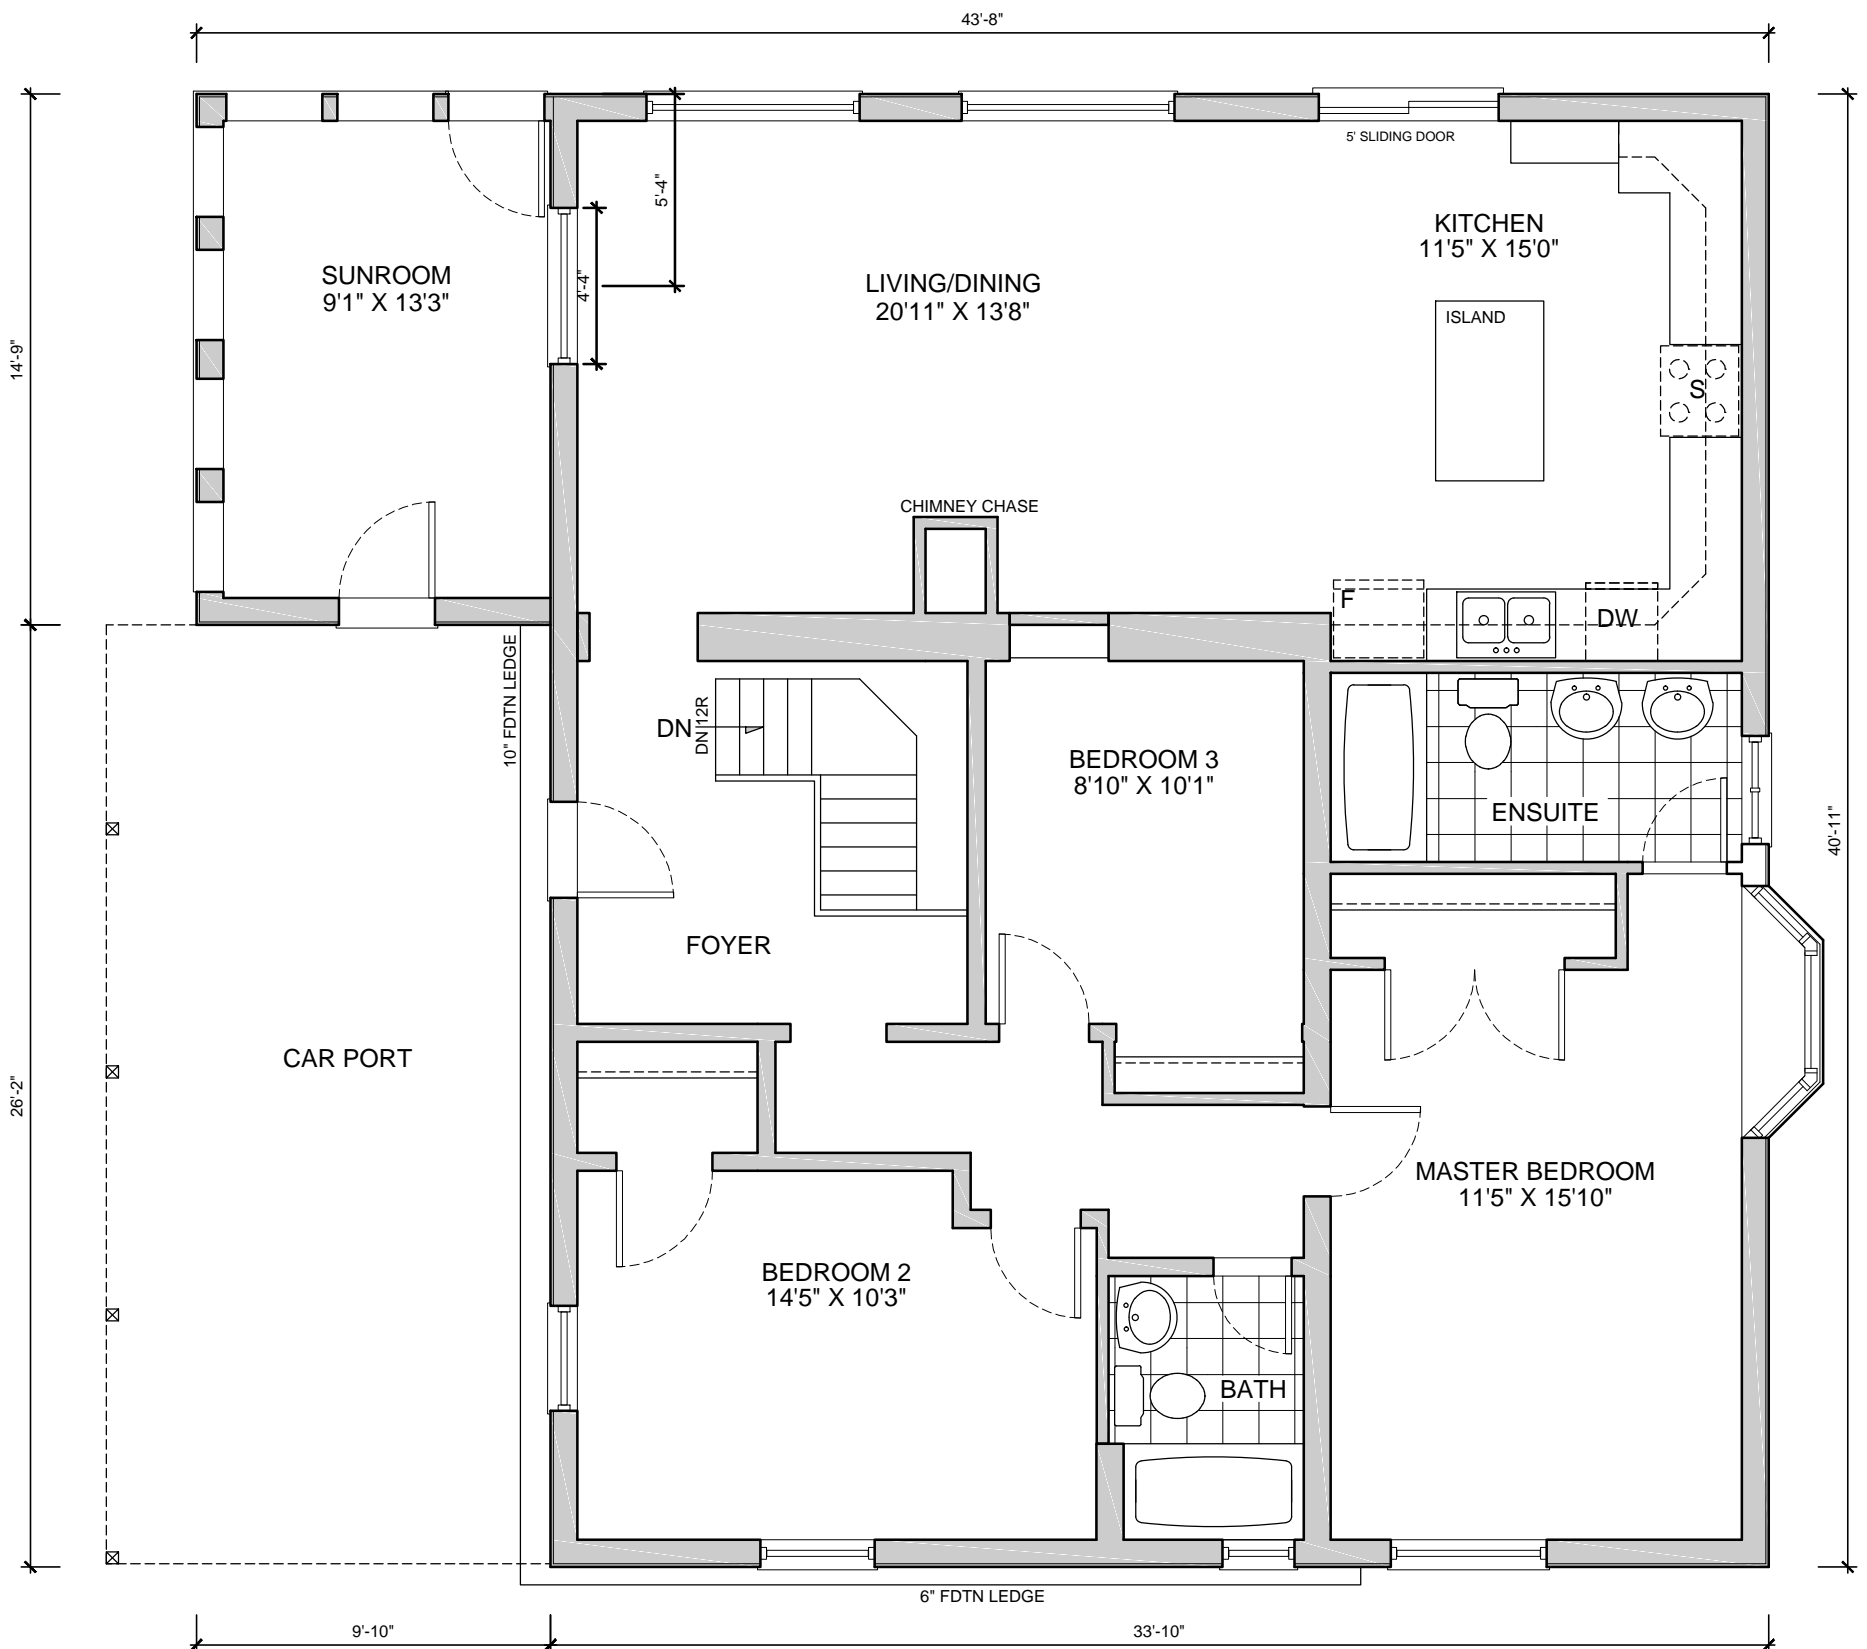 43'-8"
5' SLIDING DOOR
5'-4"
KITCHEN
11'5" X 15'0"
SUNROOM
9'1" X 13'3"
4'-4"
LIVING/DINING
20'11" X 13'8"
ISLAND
14'-9"
S
CHIMNEY CHASE
F
DW
10" FDTN LEDGE
DN
DN 12R
BEDROOM 3
8'10" X 10'1"
ENSUITE
40'-11"
FOYER
CAR PORT
26'-2"
MASTER BEDROOM
11'5" X 15'10"
BEDROOM 2
14'5" X 10'3"
BATH
6" FDTN LEDGE
9'-10"
33'-10"